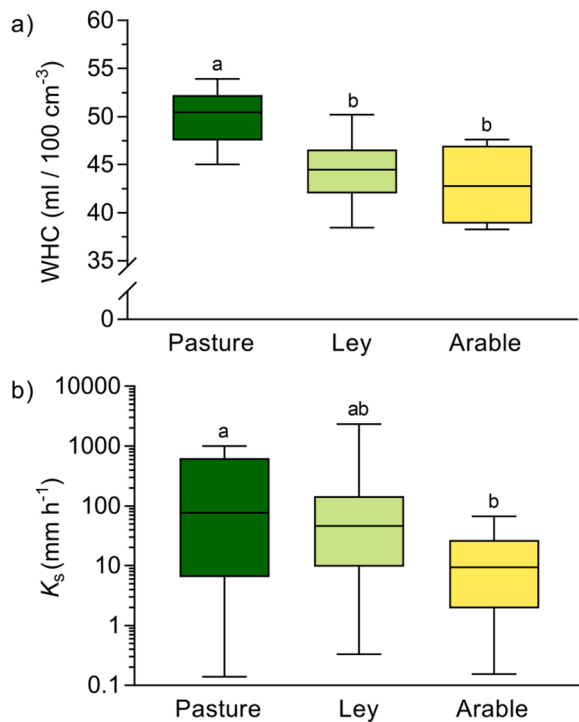 a)
WHC (ml / 100 cm⁻³)
60
55
50
45
40
35
0
a
b
b
Pasture Ley Arable
b)
Kₛ (mm h⁻¹)
10000
1000
100
10
1
0.1
a
ab
b
Pasture Ley Arable